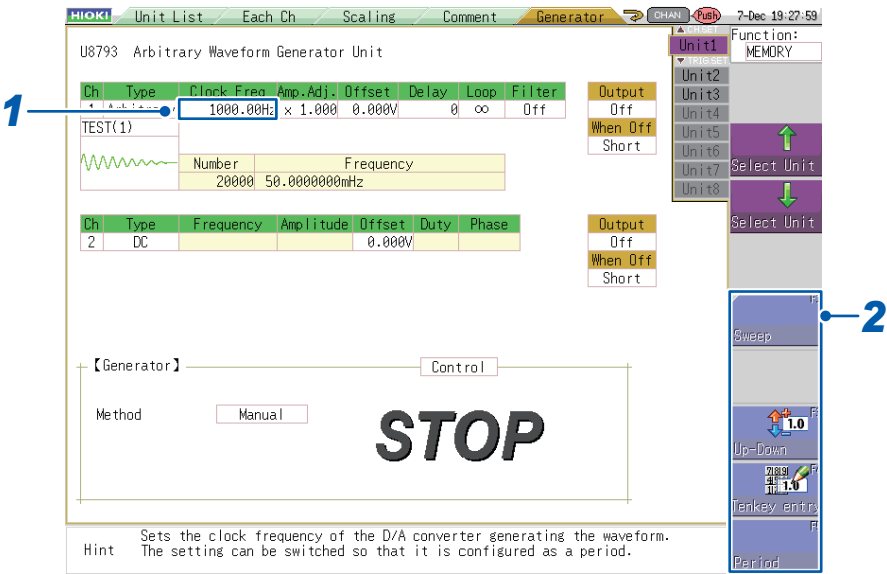 HIOKI Unit List Each Ch Scaling Comment Generator CHAN Push 7-Dec 19:27:59
▲ CH.SET
Unit1
▼ TRIG.SET
Unit2
Unit3
Unit4
Unit5
Unit6
Unit7
Unit8
Function:
MEMORY
Select Unit
Select Unit
U8793 Arbitrary Waveform Generator Unit
Ch Type Clock Freq Amp.Adj. Offset Delay Loop Filter
1 1000.00Hz x 1.000 0.000V 0 ∞ Off
TEST(1)
Number Frequency
20000 50.0000000mHz
Output
Off
When Off
Short
Ch Type Frequency Amplitude Offset Duty Phase
2 DC 0.000V
Output
Off
When Off
Short
【Generator】 Control
Method Manual
STOP
Sweep
1.0
Up-Down
1.0
Tenkey entry
Period
Hint Sets the clock frequency of the D/A converter generating the waveform.
The setting can be switched so that it is configured as a period.
1
2